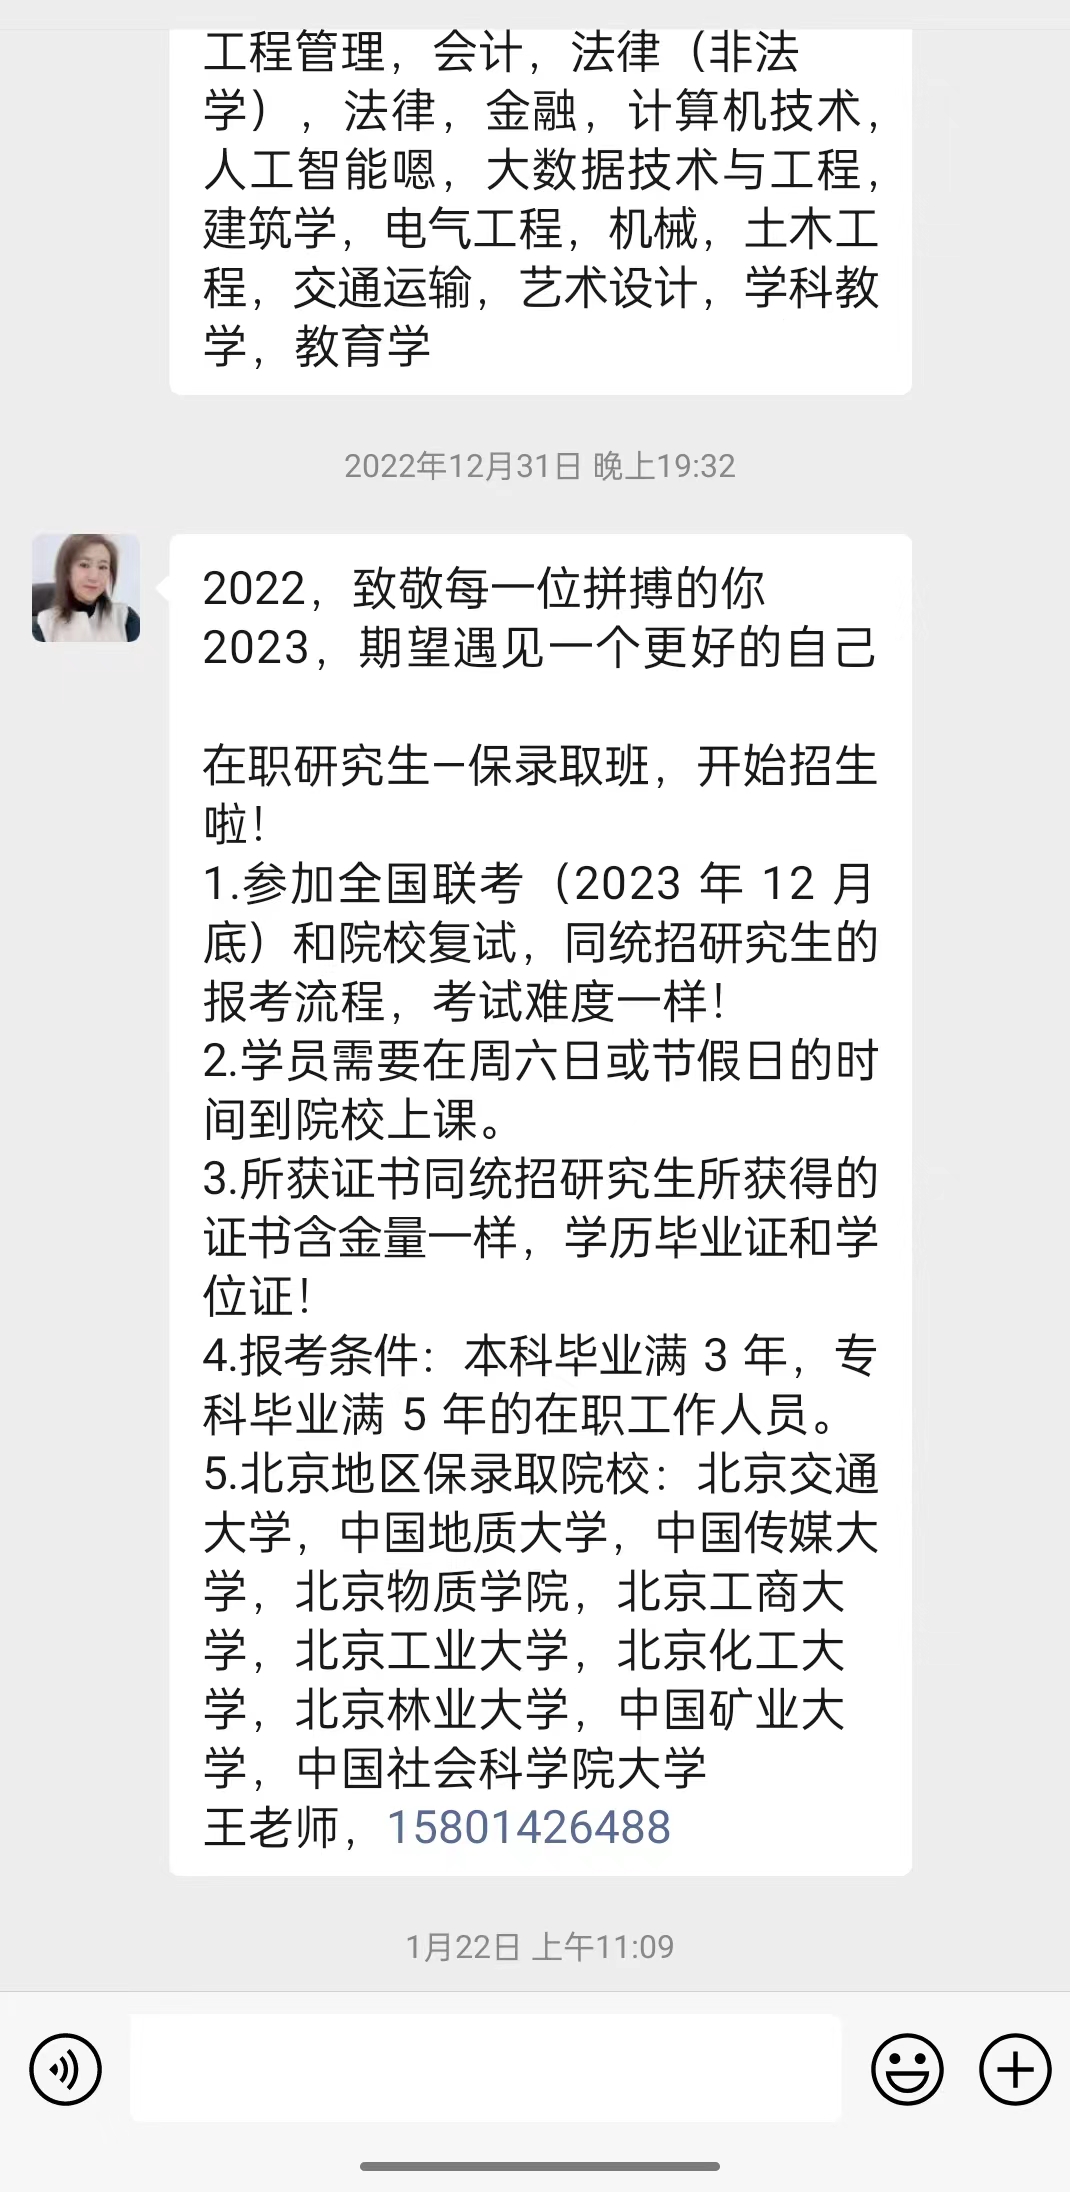 工程管理，会计，法律（非法
学），法律，金融，计算机技术，
人工智能嗯，大数据技术与工程，
建筑学，电气工程，机械，土木工
程，交通运输，艺术设计，学科教
学，教育学
2022年12月31日 晚上19:32
2022，致敬每一位拼搏的你
2023，期望遇见一个更好的自己
在职研究生—保录取班，开始招生
啦！
1.参加全国联考（2023 年 12 月
底）和院校复试，同统招研究生的
报考流程，考试难度一样！
2.学员需要在周六日或节假日的时
间到院校上课。
3.所获证书同统招研究生所获得的
证书含金量一样，学历毕业证和学
位证！
4.报考条件：本科毕业满 3 年，专
科毕业满 5 年的在职工作人员。
5.北京地区保录取院校：北京交通
大学，中国地质大学，中国传媒大
学，北京物质学院，北京工商大
学，北京工业大学，北京化工大
学，北京林业大学，中国矿业大
学，中国社会科学院大学
王老师，15801426488
1月22日 上午11:09